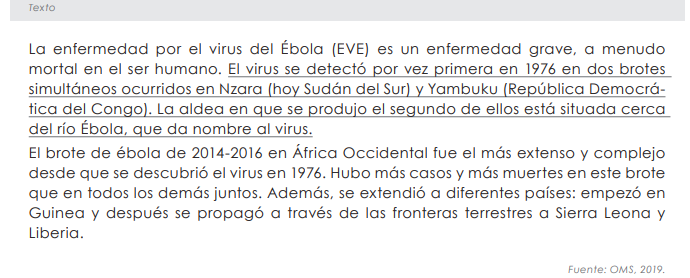 Texto
La enfermedad por el virus del Ébola (EVE) es un enfermedad grave, a menudo
mortal en el ser humano. El virus se detectó por vez primera en 1976 en dos brotes
simultáneos ocurridos en Nzara (hoy Sudán del Sur) y Yambuku (República Democrá-
tica del Congo). La aldea en que se produjo el segundo de ellos está situada cerca
del río Ébola, que da nombre al virus.
El brote de ébola de 2014-2016 en África Occidental fue el más extenso y complejo
desde que se descubrió el virus en 1976. Hubo más casos y más muertes en este brote
que en todos los demás juntos. Además, se extendió a diferentes países: empezó en
Guinea y después se propagó a través de las fronteras terrestres a Sierra Leona y
Liberia.
Fuente: OMS, 2019.